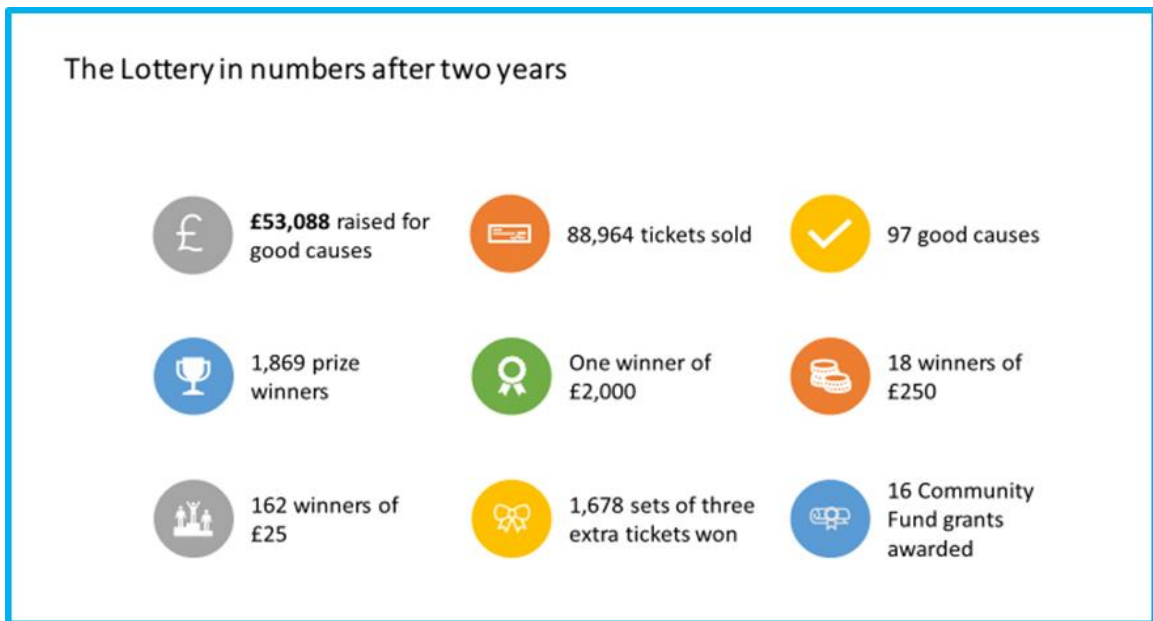 The Lottery in numbers after two years
£53,088 raised for
good causes
88,964 tickets sold
97 good causes
1,869 prize
winners
One winner of
£2,000
18 winners of
£250
162 winners of
£25
1,678 sets of three
extra tickets won
16 Community
Fund grants
awarded